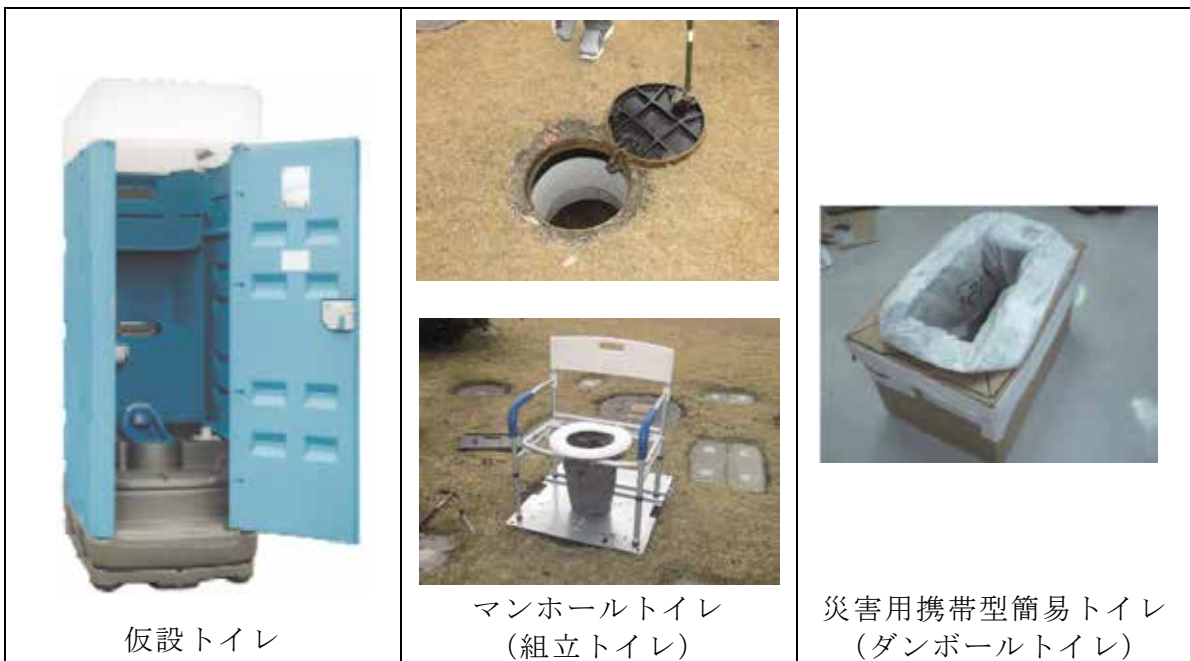 仮設トイレ
マンホールトイレ
（組立トイレ）
災害用携帯型簡易トイレ
（ダンボールトイレ）